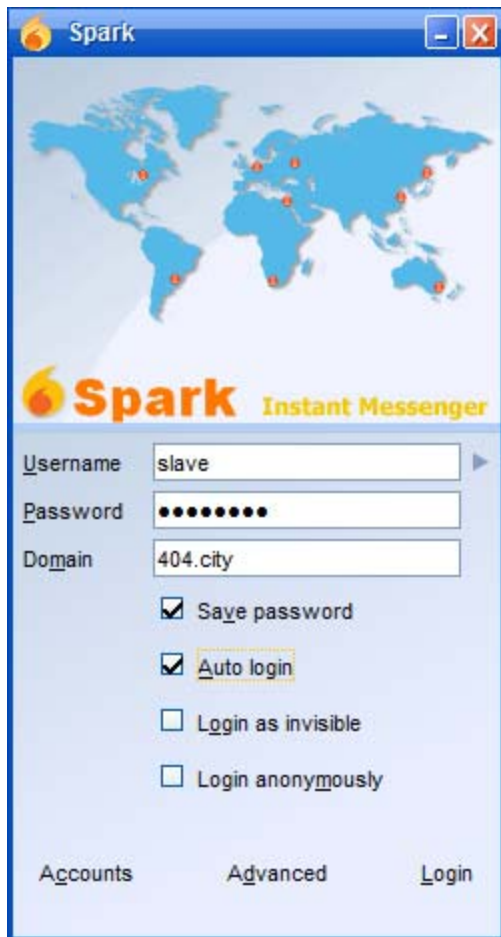 Spark
Spark Instant Messenger
Username slave
Password ••••••••
Domain 404.city
Save password
Auto login
Login as invisible
Login anonymously
Accounts Advanced Login